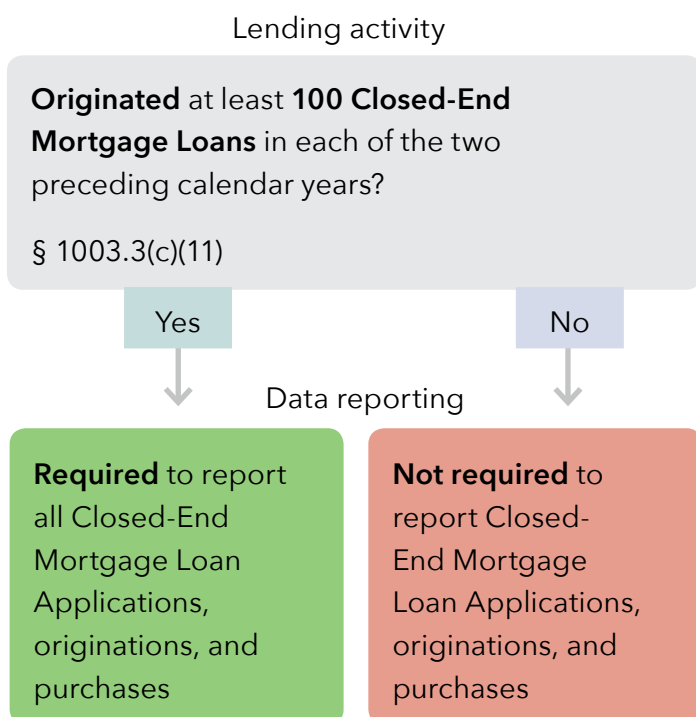 Lending activity
Originated at least 100 Closed-End
Mortgage Loans in each of the two
preceding calendar years?
§ 1003.3(c)(11)
Yes
No
Data reporting
Required to report
all Closed-End
Mortgage Loan
Applications,
originations, and
purchases
Not required to
report Closed-
End Mortgage
Loan Applications,
originations, and
purchases